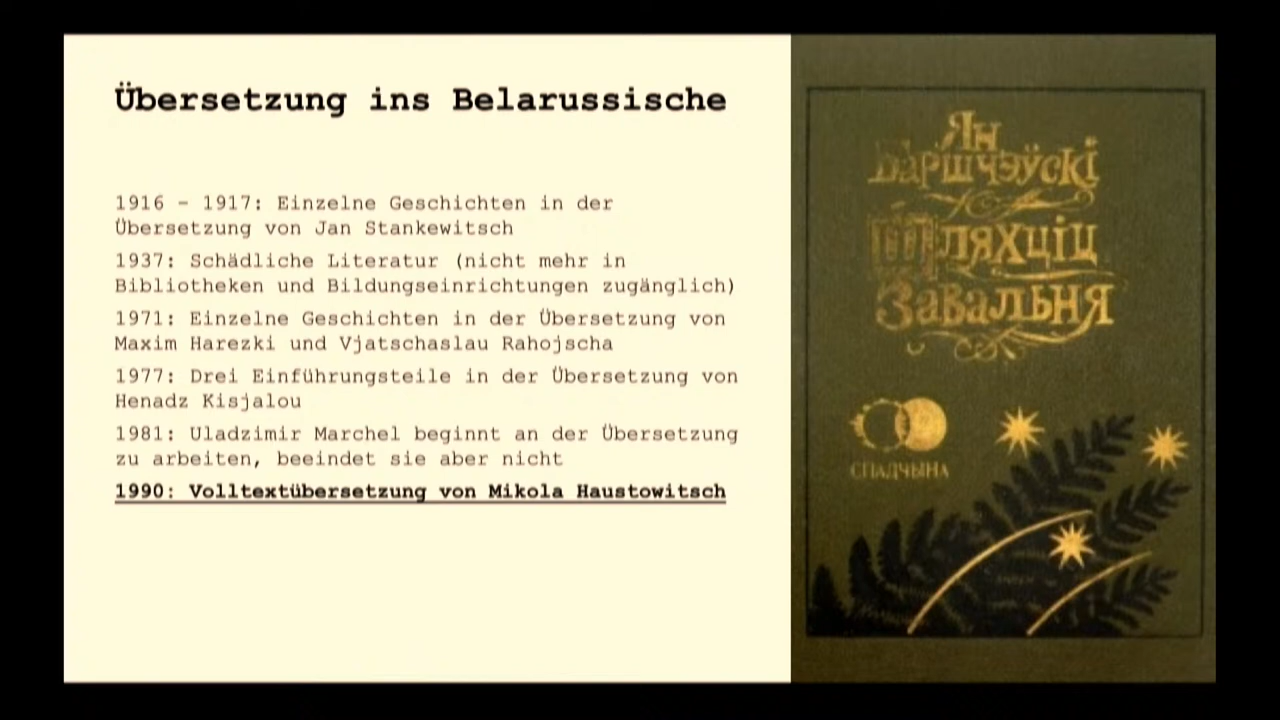 Übersetzung ins Belarussische
1916 – 1917: Einzelne Geschichten in der
Übersetzung von Jan Stankewitsch
1937: Schädliche Literatur (nicht mehr in
Bibliotheken und Bildungseinrichtungen zugänglich)
1971: Einzelne Geschichten in der Übersetzung von
Maxim Harezki und Vjatschaslau Rahojscha
1977: Drei Einführungsteile in der Übersetzung von
Henadz Kisjalou
1981: Uladzimir Marchel beginnt an der Übersetzung
zu arbeiten, beeindet sie aber nicht
1990: Volltextübersetzung von Mikola Haustowitsch
Ян
Баршчэўскі
Шляхціц
Завальня
СПАДЧЫНА